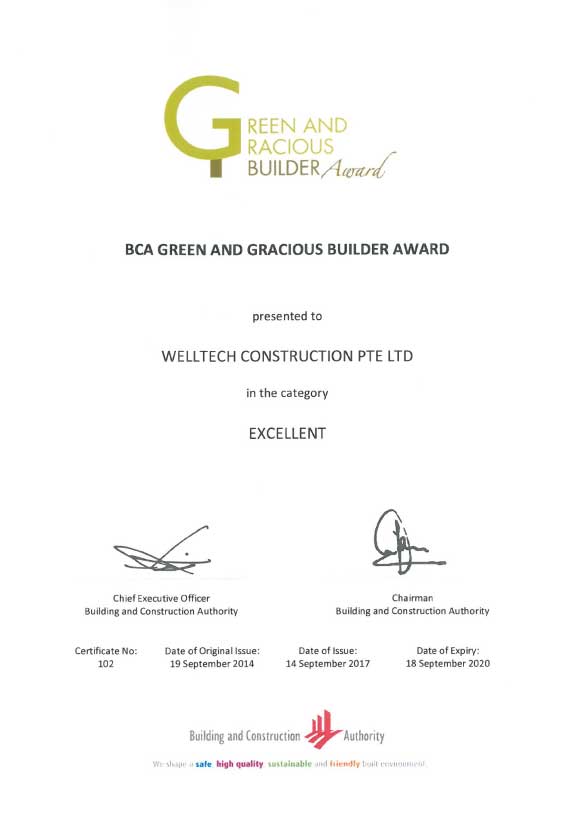 GREEN AND
GRACIOUS
BUILDER Award
BCA GREEN AND GRACIOUS BUILDER AWARD
presented to
WELLTECH CONSTRUCTION PTE LTD
in the category
EXCELLENT
Chief Executive Officer
Building and Construction Authority
Chairman
Building and Construction Authority
Certificate No:
102
Date of Original Issue:
19 September 2014
Date of Issue:
14 September 2017
Date of Expiry:
18 September 2020
Building and Construction Authority
We shape a safe, high quality, sustainable and friendly built environment.